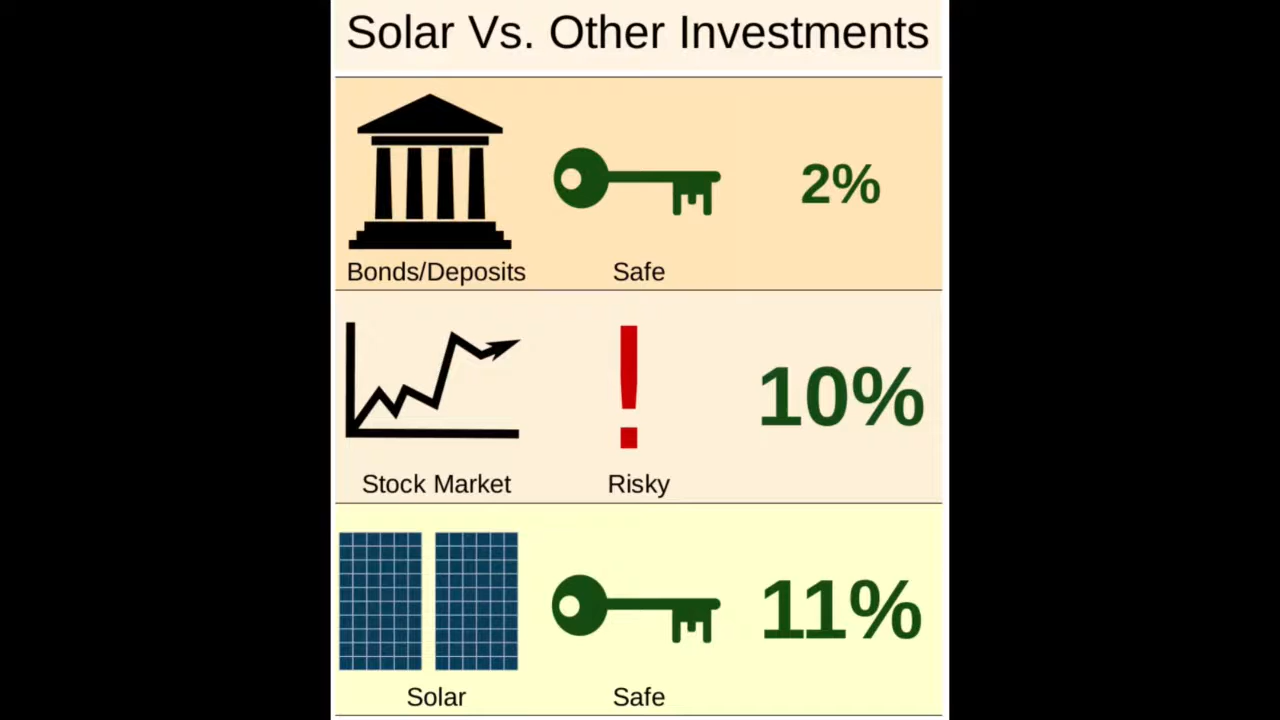 Solar Vs. Other Investments
2%
Bonds/Deposits Safe
!
10%
Stock Market Risky
11%
Solar Safe